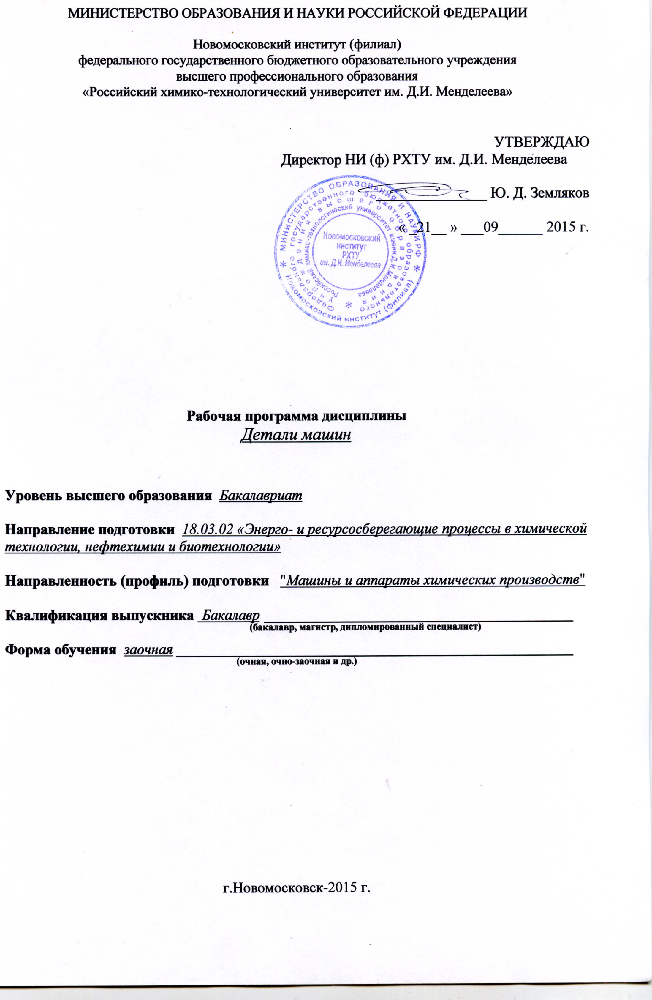 МИНИСТЕРСТВО ОБРАЗОВАНИЯ И НАУКИ РОССИЙСКОЙ ФЕДЕРАЦИИ
Новомосковский институт (филиал)
федерального государственного бюджетного образовательного учреждения
высшего профессионального образования
«Российский химико-технологический университет им. Д.И. Менделеева»
УТВЕРЖДАЮ
Директор НИ (ф) РХТУ им. Д.И. Менделеева
_______________ Ю. Д. Земляков
« _21__ » ___09______ 2015 г.
МИНИСТЕРСТВО ОБРАЗОВАНИЯ И НАУКИ РФ
Новомосковский институт (филиал)
Федерального государственного бюджетного образовательного
учреждения высшего образования
Российский химико-технологический университет имени Д.И.Менделеева
Новомосковский
институт
РХТУ
им. Д.И. Менделеева
Рабочая программа дисциплины
Детали машин
Уровень высшего образования Бакалавриат
Направление подготовки 18.03.02 «Энерго- и ресурсосберегающие процессы в химической
технологии, нефтехимии и биотехнологии»
Направленность (профиль) подготовки "Машины и аппараты химических производств"
Квалификация выпускника Бакалавр
(бакалавр, магистр, дипломированный специалист)
Форма обучения заочная
(очная, очно-заочная и др.)
г.Новомосковск-2015 г.